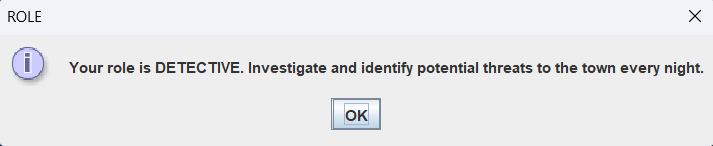 ROLE
Your role is DETECTIVE. Investigate and identify potential threats to the town every night.
OK